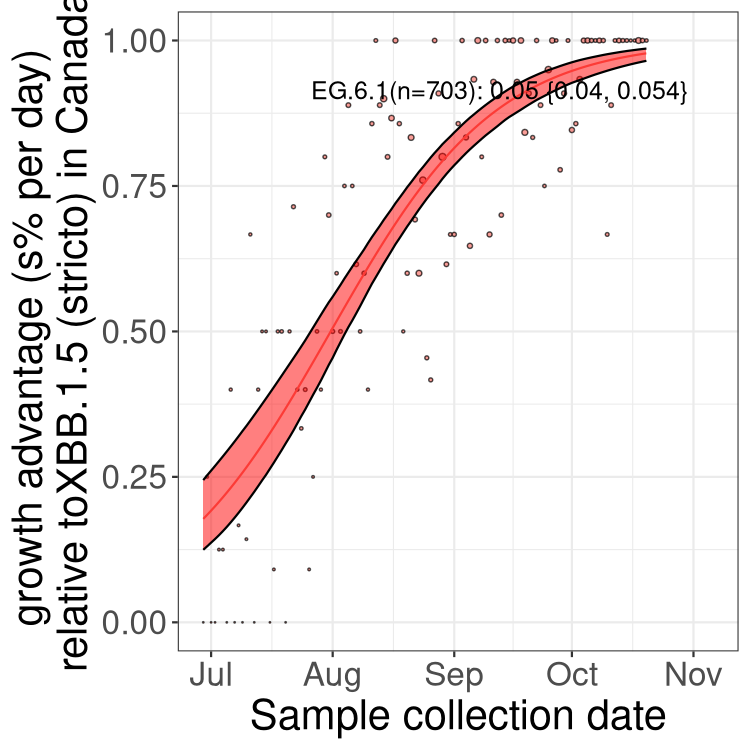 growth advantage (s% per day)
relative toXBB.1.5 (stricto) in Canada
1.00
0.75
0.50
0.25
0.00
EG.6.1(n=703): 0.05 {0.04, 0.054}
Jul Aug Sep Oct Nov
Sample collection date